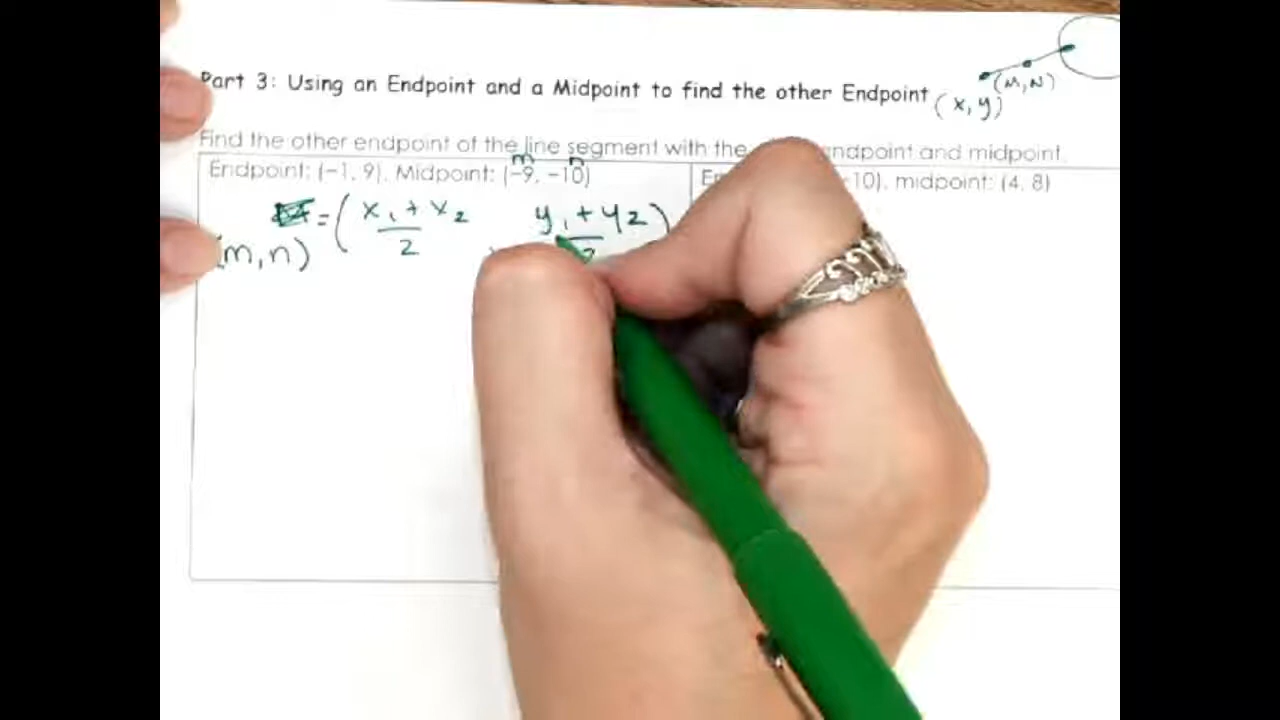 (M,N)
Part 3: Using an Endpoint and a Midpoint to find the other Endpoint (x,y)
Find the other endpoint of the line segment with the endpoint and midpoint.
m n
Endpoint: (-1, 9), Midpoint: (-9, -10)
-10), midpoint: (4, 8)
= ( x₁ + x₂ / 2 , y₁ + y₂ / 2 )
(m,n)